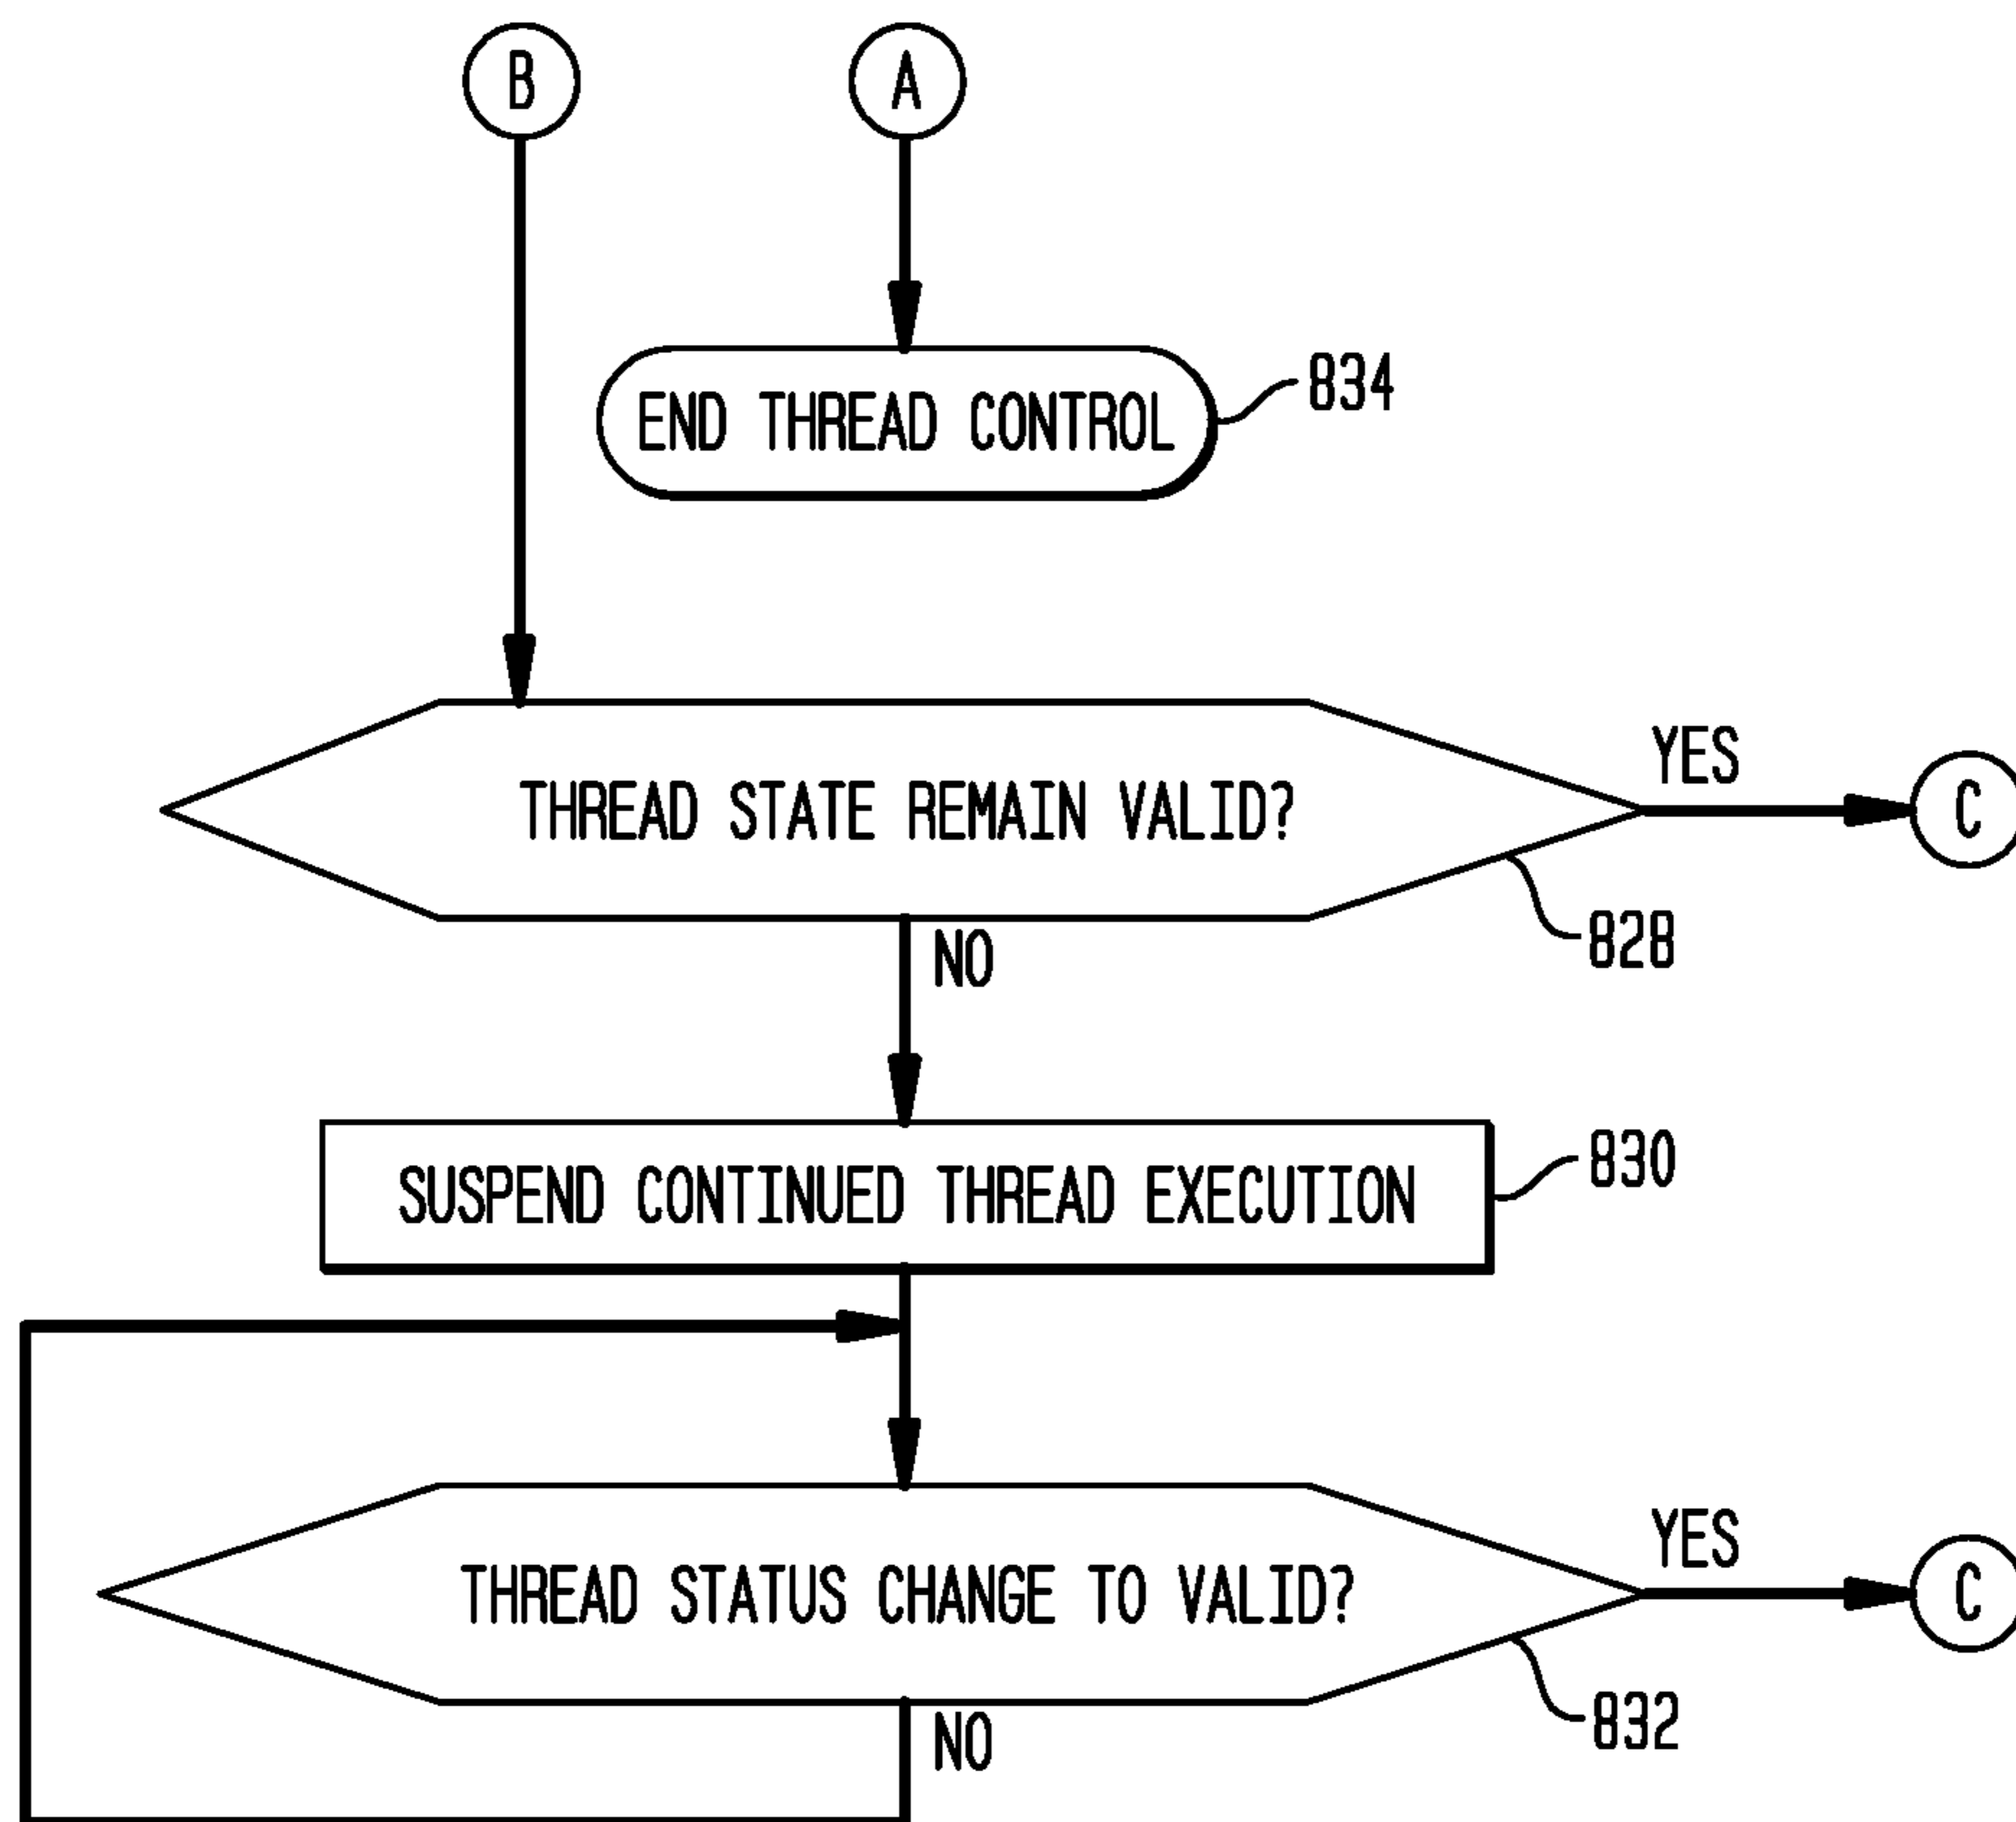 B
A
END THREAD CONTROL
834
THREAD STATE REMAIN VALID?
YES
C
828
NO
SUSPEND CONTINUED THREAD EXECUTION
830
THREAD STATUS CHANGE TO VALID?
YES
C
832
NO